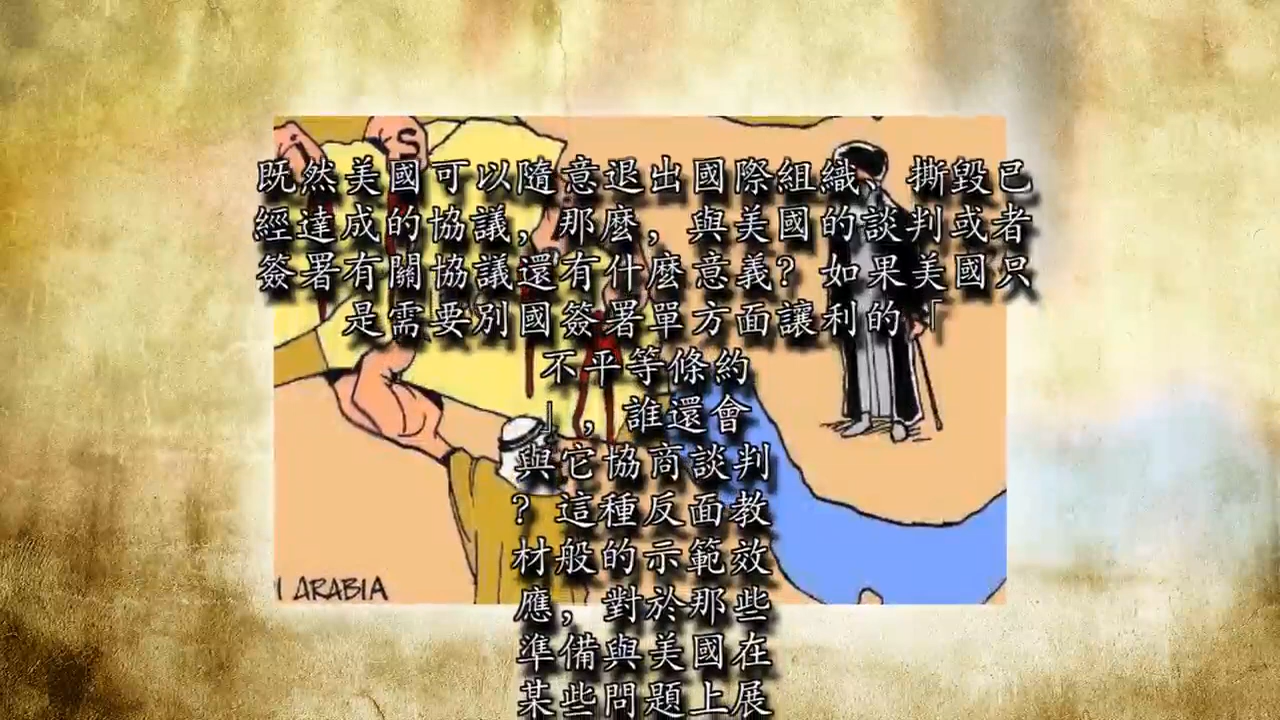 S
既然美國可以隨意退出國際組織、撕毀已
經達成的協議，那麼，與美國的談判或者
簽署有關協議還有什麼意義？如果美國只
是需要別國簽署單方面讓利的「
不平等條約
」，誰還會
與它協商談判
？這種反面教
材般的示範效
應，對於那些
準備與美國在
某些問題上展
ARABIA